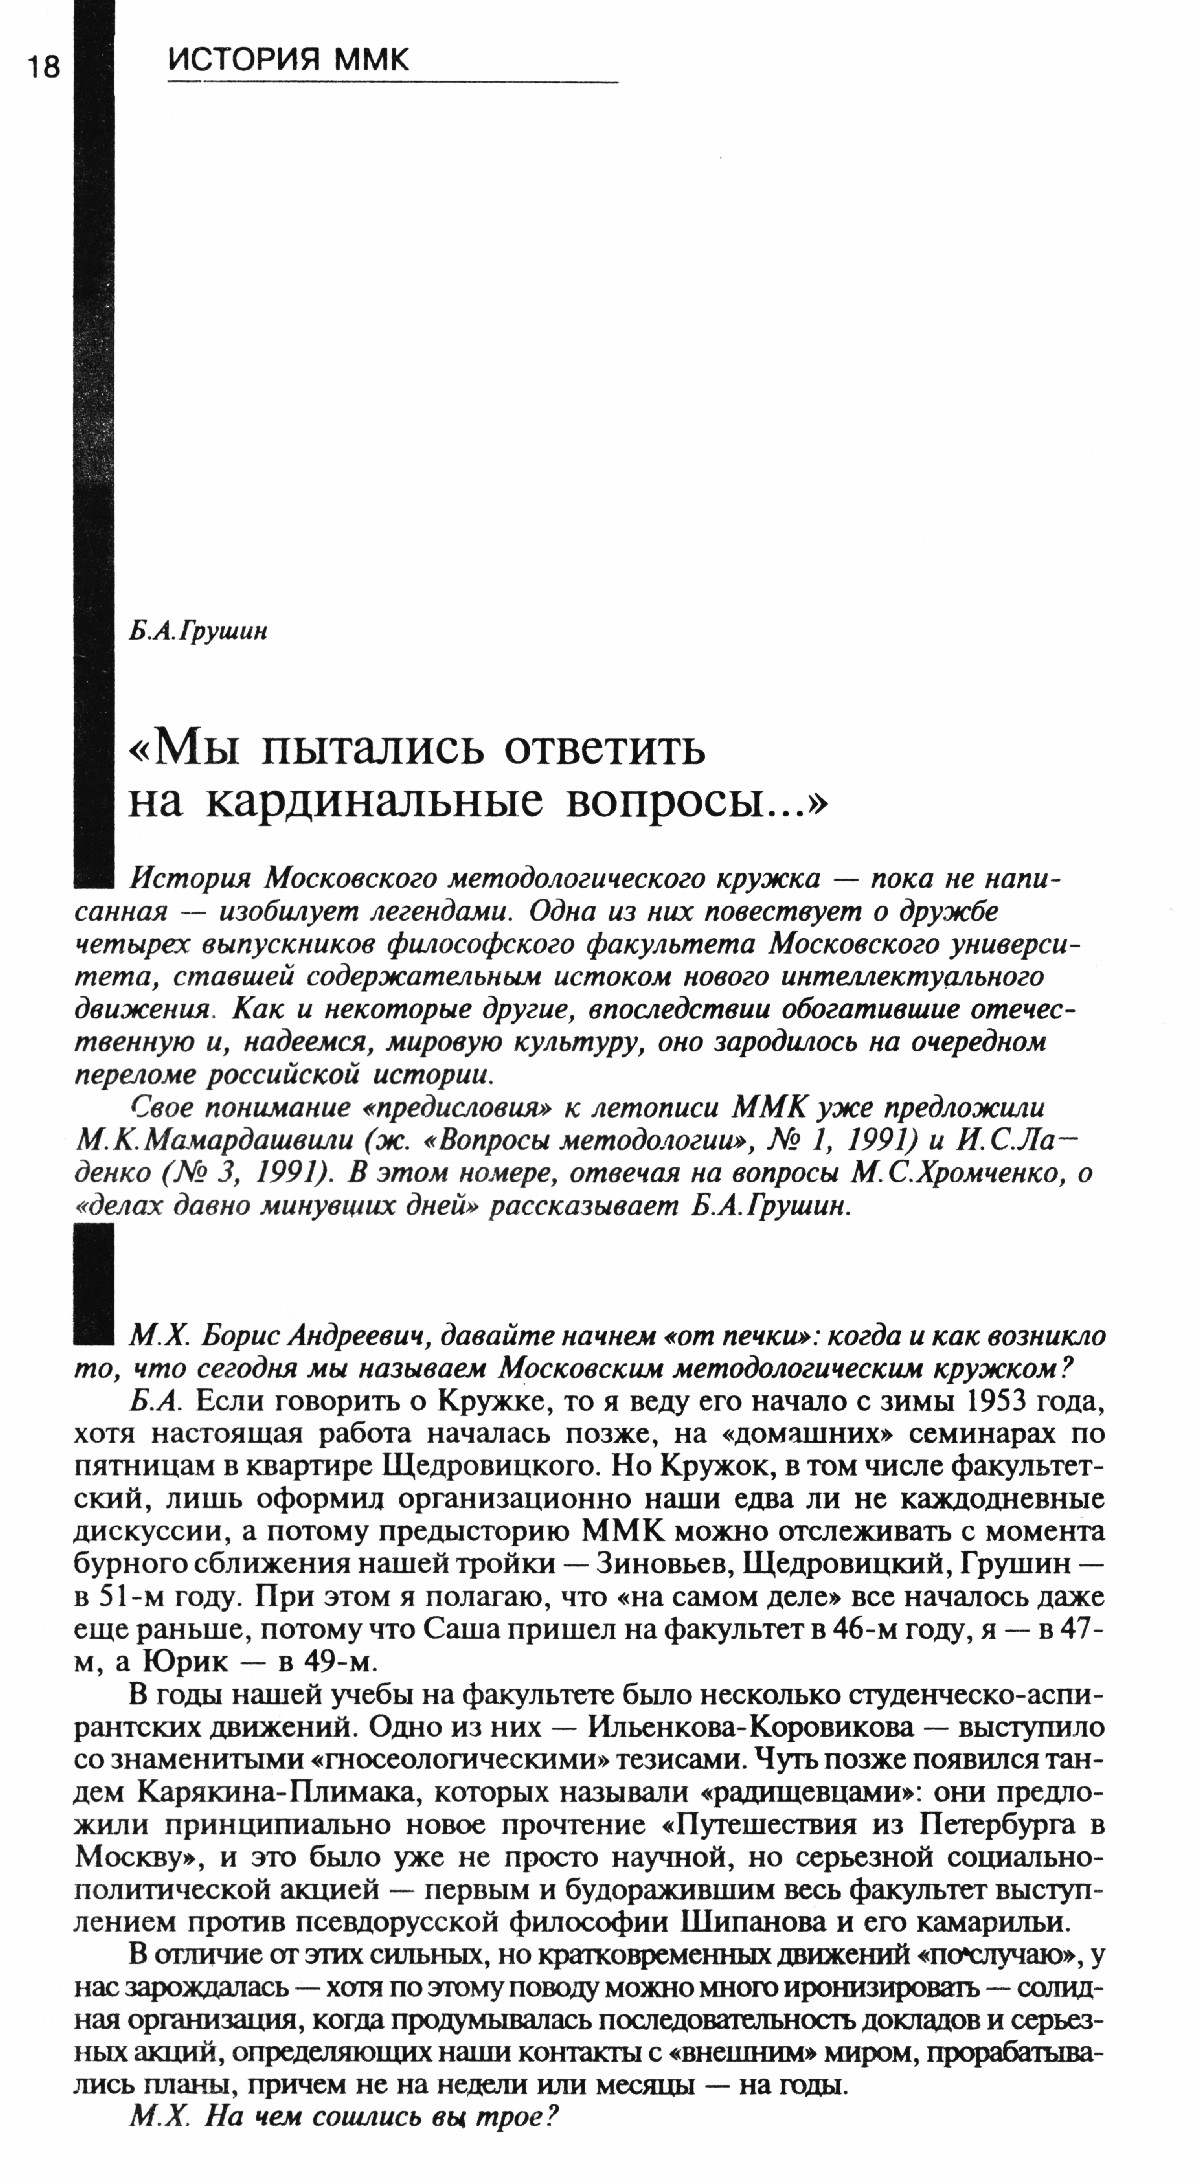 18
ИСТОРИЯ ММК
Б.А.Грушин
«Мы пытались ответить
на кардинальные вопросы...»
История Московского методологического кружка — пока не напи-
санная — изобилует легендами. Одна из них повествует о дружбе
четырех выпускников философского факультета Московского универси-
тета, ставшей содержательным истоком нового интеллектуального
движения. Как и некоторые другие, впоследствии обогатившие отечес-
твенную и, надеемся, мировую культуру, оно зародилось на очередном
переломе российской истории.
Свое понимание «предисловия» к летописи ММК уже предложили
М.К.Мамардашвили (ж. «Вопросы методологии», № 1, 1991) и И.С.Ла-
денко (№ 3, 1991). В этом номере, отвечая на вопросы М.С.Хромченко, о
«делах давно минувших дней» рассказывает Б.А.Грушин.
М.Х. Борис Андреевич, давайте начнем «от печки»: когда и как возникло
то, что сегодня мы называем Московским методологическим кружком?
Б.А. Если говорить о Кружке, то я веду его начало с зимы 1953 года,
хотя настоящая работа началась позже, на «домашних» семинарах по
пятницам в квартире Щедровицкого. Но Кружок, в том числе факультет-
ский, лишь оформил организационно наши едва ли не каждодневные
дискуссии, а потому предысторию ММК можно отслеживать с момента
бурного сближения нашей тройки — Зиновьев, Щедровицкий, Грушин —
в 51-м году. При этом я полагаю, что «на самом деле» все началось даже
еще раньше, потому что Саша пришел на факультет в 46-м году, я — в 47-
м, а Юрик — в 49-м.
В годы нашей учебы на факультете было несколько студенческо-аспи-
рантских движений. Одно из них — Ильенкова-Коровикова — выступило
со знаменитыми «гносеологическими» тезисами. Чуть позже появился тан-
дем Карякина-Плимака, которых называли «радищевцами»: они предло-
жили принципиально новое прочтение «Путешествия из Петербурга в
Москву», и это было уже не просто научной, но серьезной социально-
политической акцией — первым и будоражившим весь факультет выступ-
лением против псевдорусской философии Шипанова и его камарильи.
В отличие от этих сильных, но кратковременных движений «по случаю», у
нас зарождалась — хотя по этому поводу можно много иронизировать — солид-
ная организация, когда продумывалась последовательность докладов и серьез-
ных акций, определяющих наши контакты с «внешним» миром, прорабатыва-
лись планы, причем не на недели или месяцы — на годы.
М.Х. На чем сошлись вы трое?